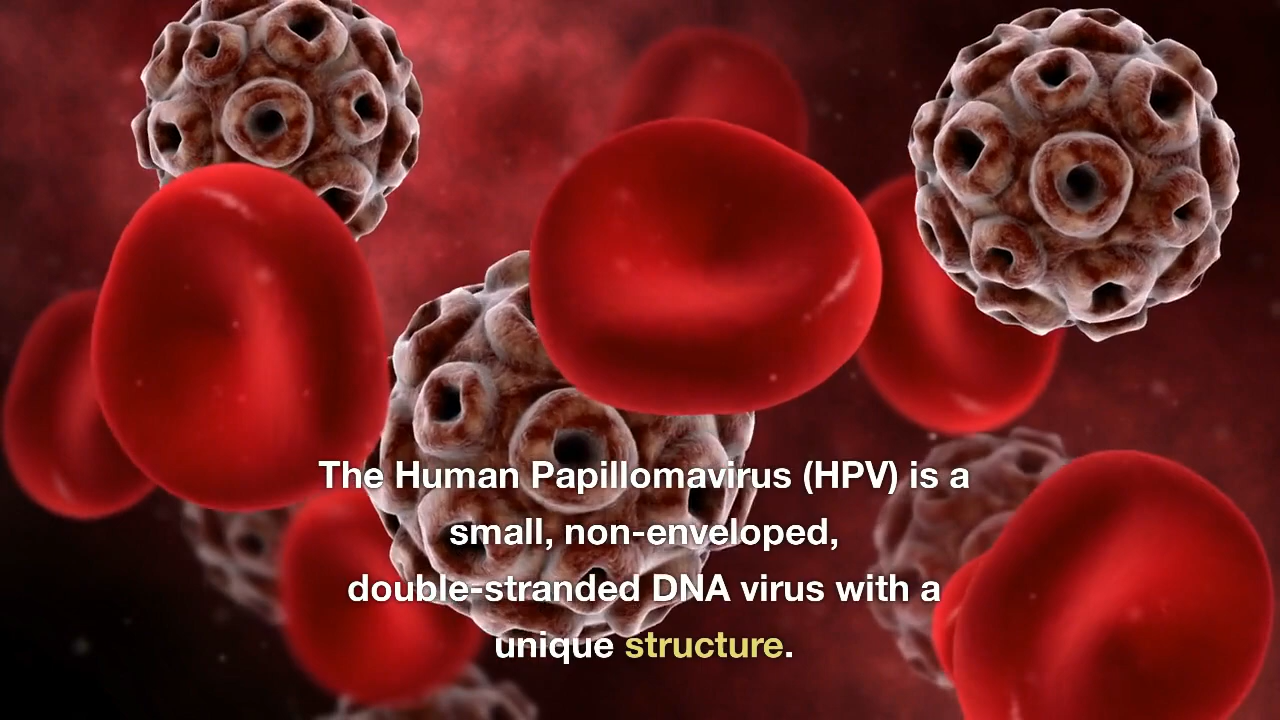 The Human Papillomavirus (HPV) is a
small, non-enveloped,
double-stranded DNA virus with a
unique structure.